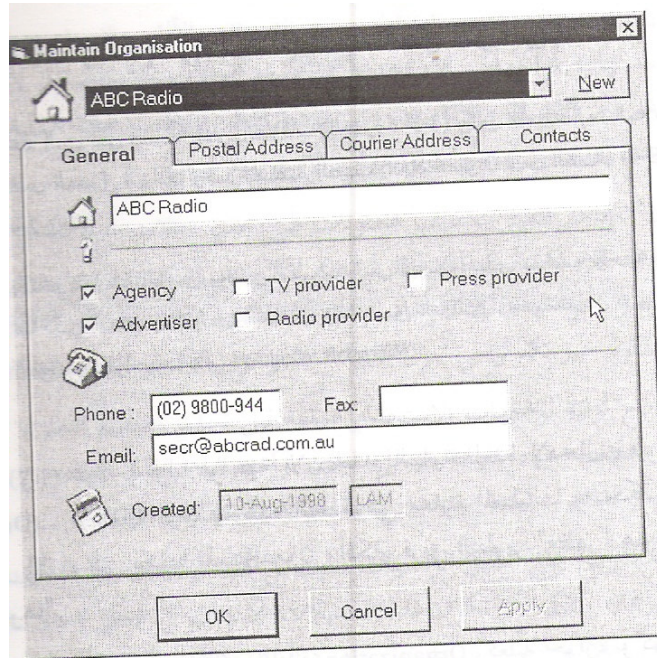 Maintain Organisation
ABC Radio
New
General Postal Address Courier Address Contacts
ABC Radio
Agency TV provider Press provider
Advertiser Radio provider
Phone : (02) 9800-944 Fax:
Email: secr@abcrad.com.au
Created: 10-Aug-1998 LAM
OK Cancel Apply